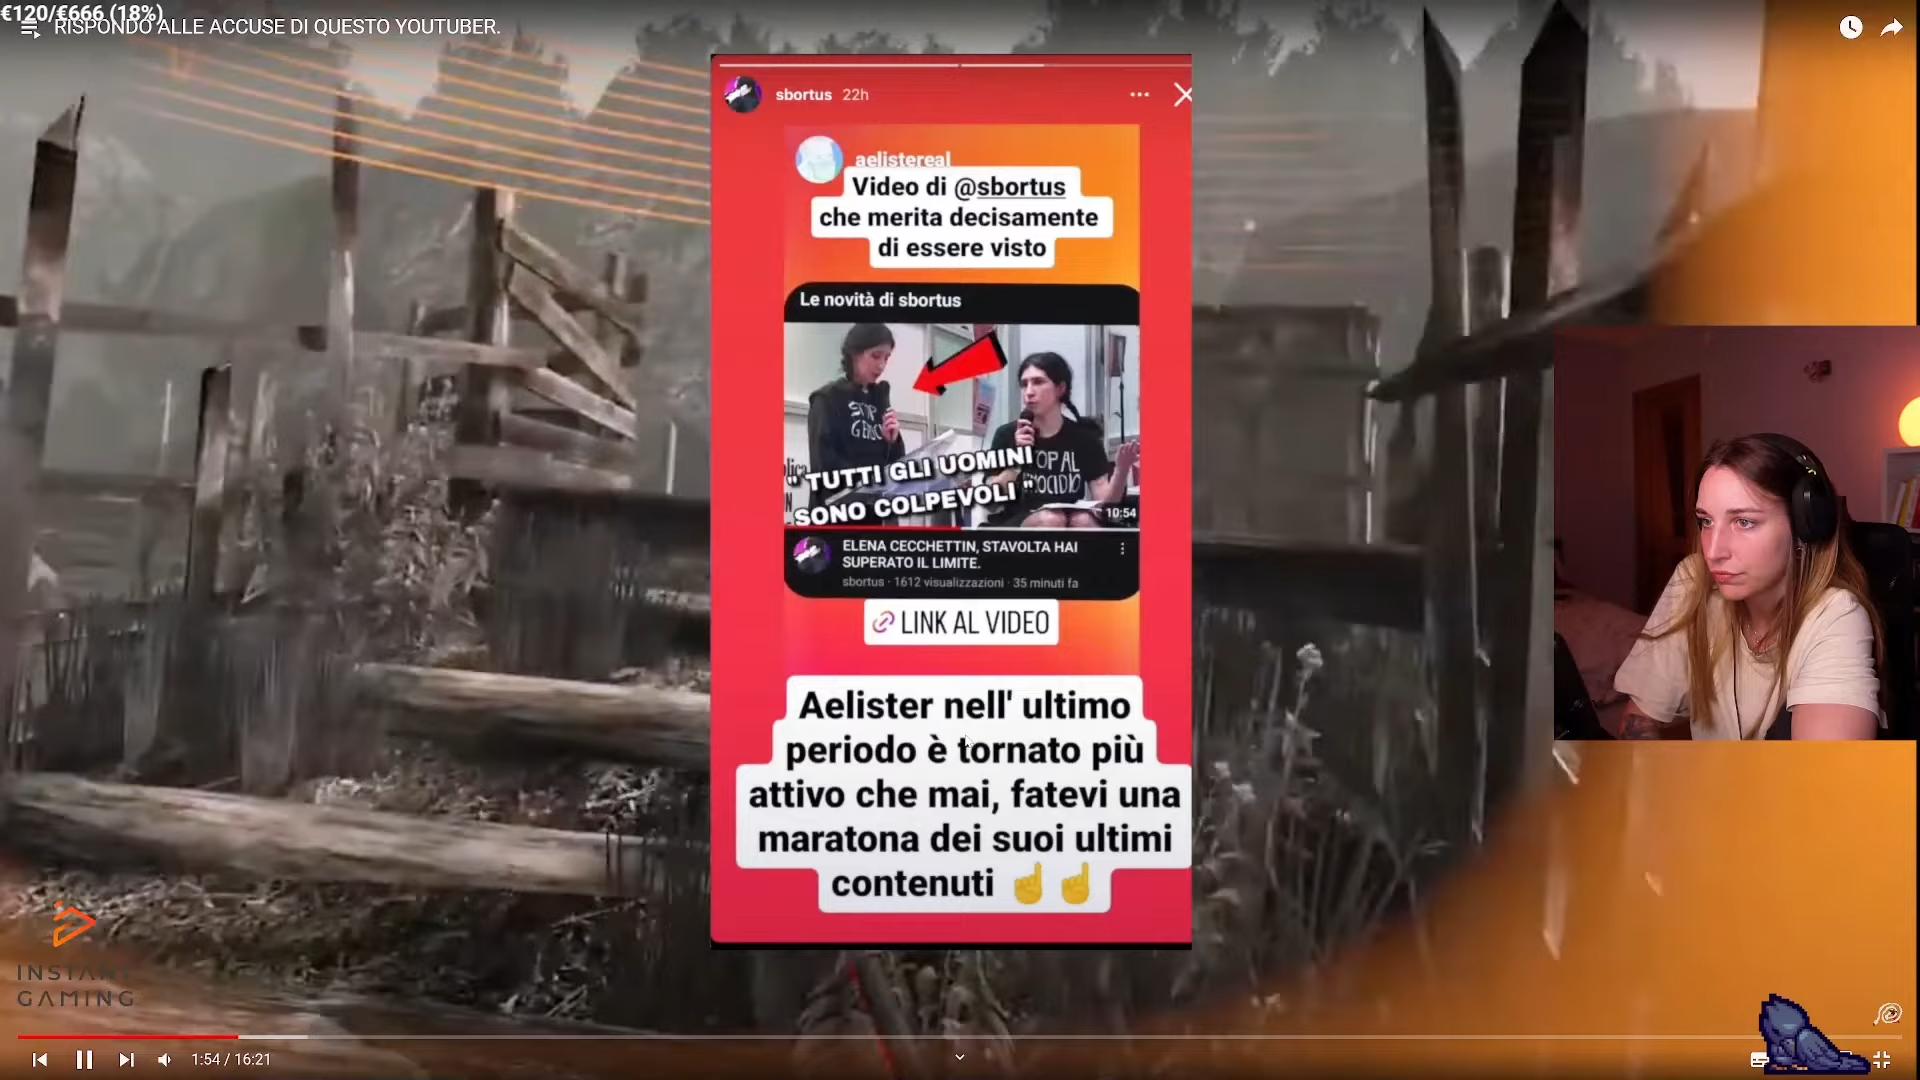 €120/€666 (18%)
RISPONDO ALLE ACCUSE DI QUESTO YOUTUBER.
sbortus 22h
aelistereal
Video di @sbortus
che merita decisamente
di essere visto
Le novità di sbortus
STOP
" TUTTI GLI UOMINI
SONO COLPEVOLI "
10:54
ELENA CECCHETTIN, STAVOLTA HAI
SUPERATO IL LIMITE.
sbortus · 1612 visualizzazioni · 35 minuti fa
LINK AL VIDEO
Aelister nell' ultimo
periodo è tornato più
attivo che mai, fatevi una
maratona dei suoi ultimi
contenuti ☝️☝️
INSTANT
GAMING
1:54 / 16:21